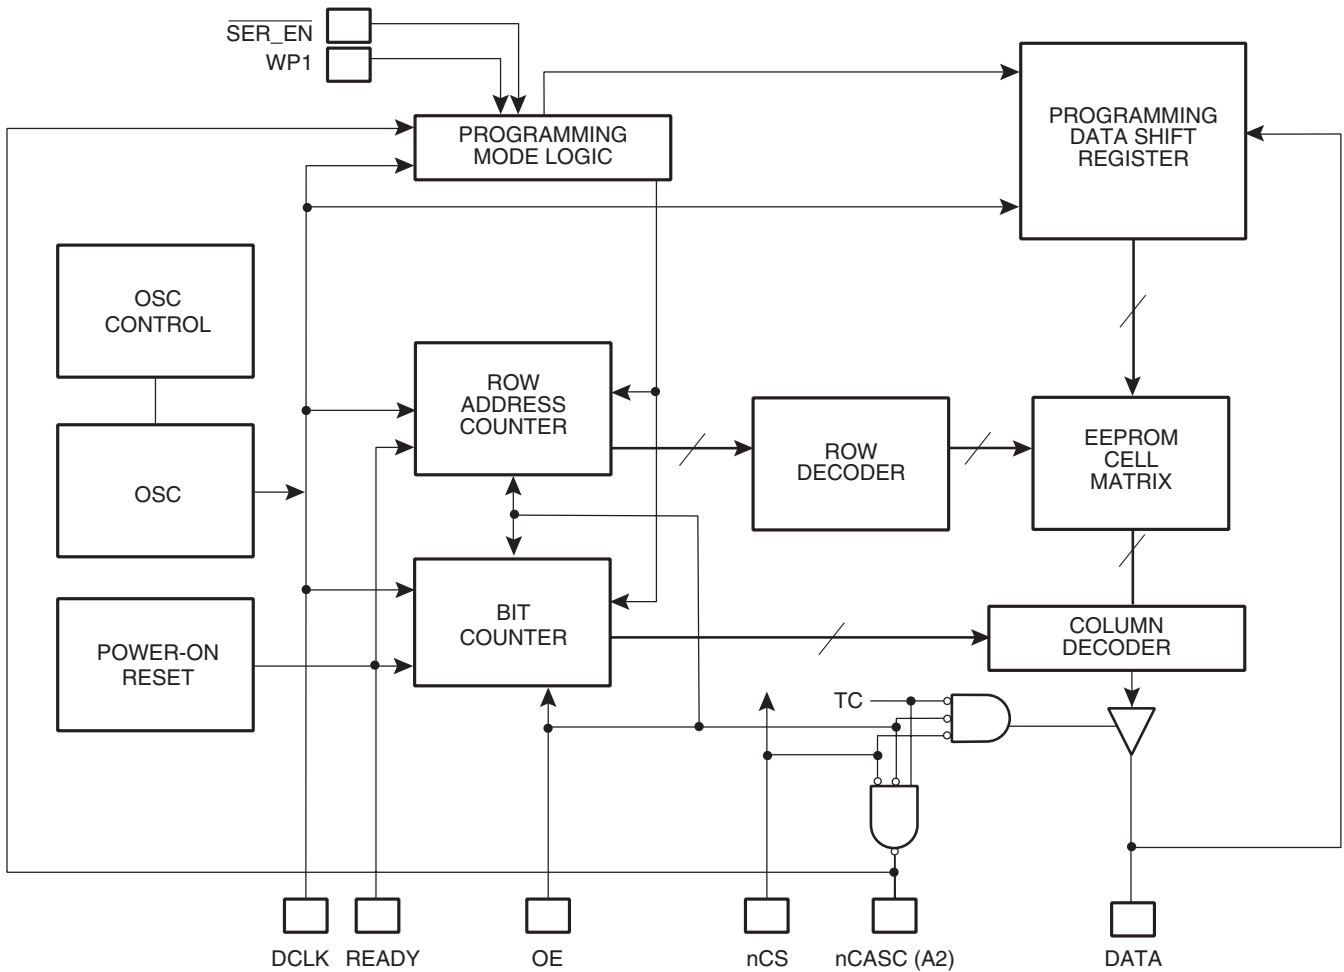 SER_EN
WP1
PROGRAMMING
MODE LOGIC
PROGRAMMING
DATA SHIFT
REGISTER
OSC
CONTROL
ROW
ADDRESS
COUNTER
ROW
DECODER
EEPROM
CELL
MATRIX
OSC
BIT
COUNTER
COLUMN
DECODER
POWER-ON
RESET
TC
DCLK
READY
OE
nCS
nCASC (A2)
DATA